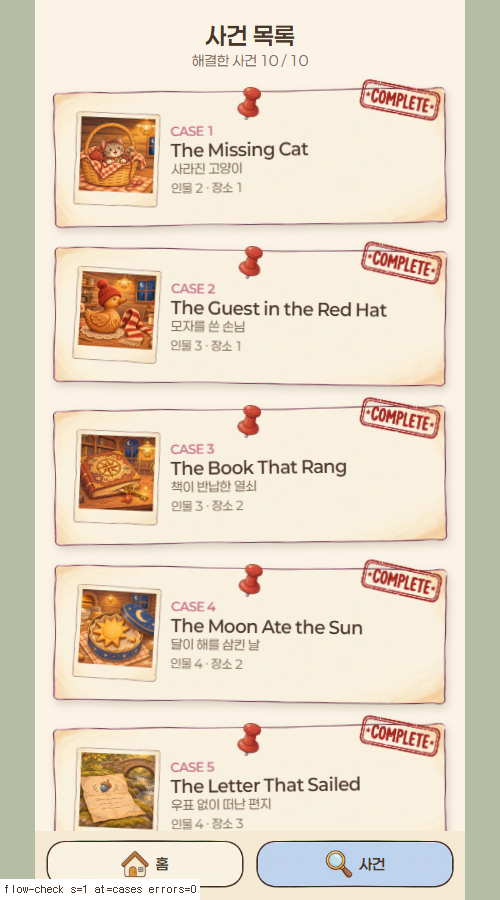 사건 목록
해결한 사건 10 / 10
COMPLETE
CASE 1
The Missing Cat
사라진 고양이
인물 2 · 장소 1
COMPLETE
CASE 2
The Guest in the Red Hat
모자를 쓴 손님
인물 3 · 장소 1
COMPLETE
CASE 3
The Book That Rang
책이 반납한 열쇠
인물 3 · 장소 2
COMPLETE
CASE 4
The Moon Ate the Sun
달이 해를 삼킨 날
인물 4 · 장소 2
COMPLETE
CASE 5
The Letter That Sailed
우표 없이 떠난 편지
인물 4 · 장소 3
홈
사건
flow-check s=1 at=cases errors=0